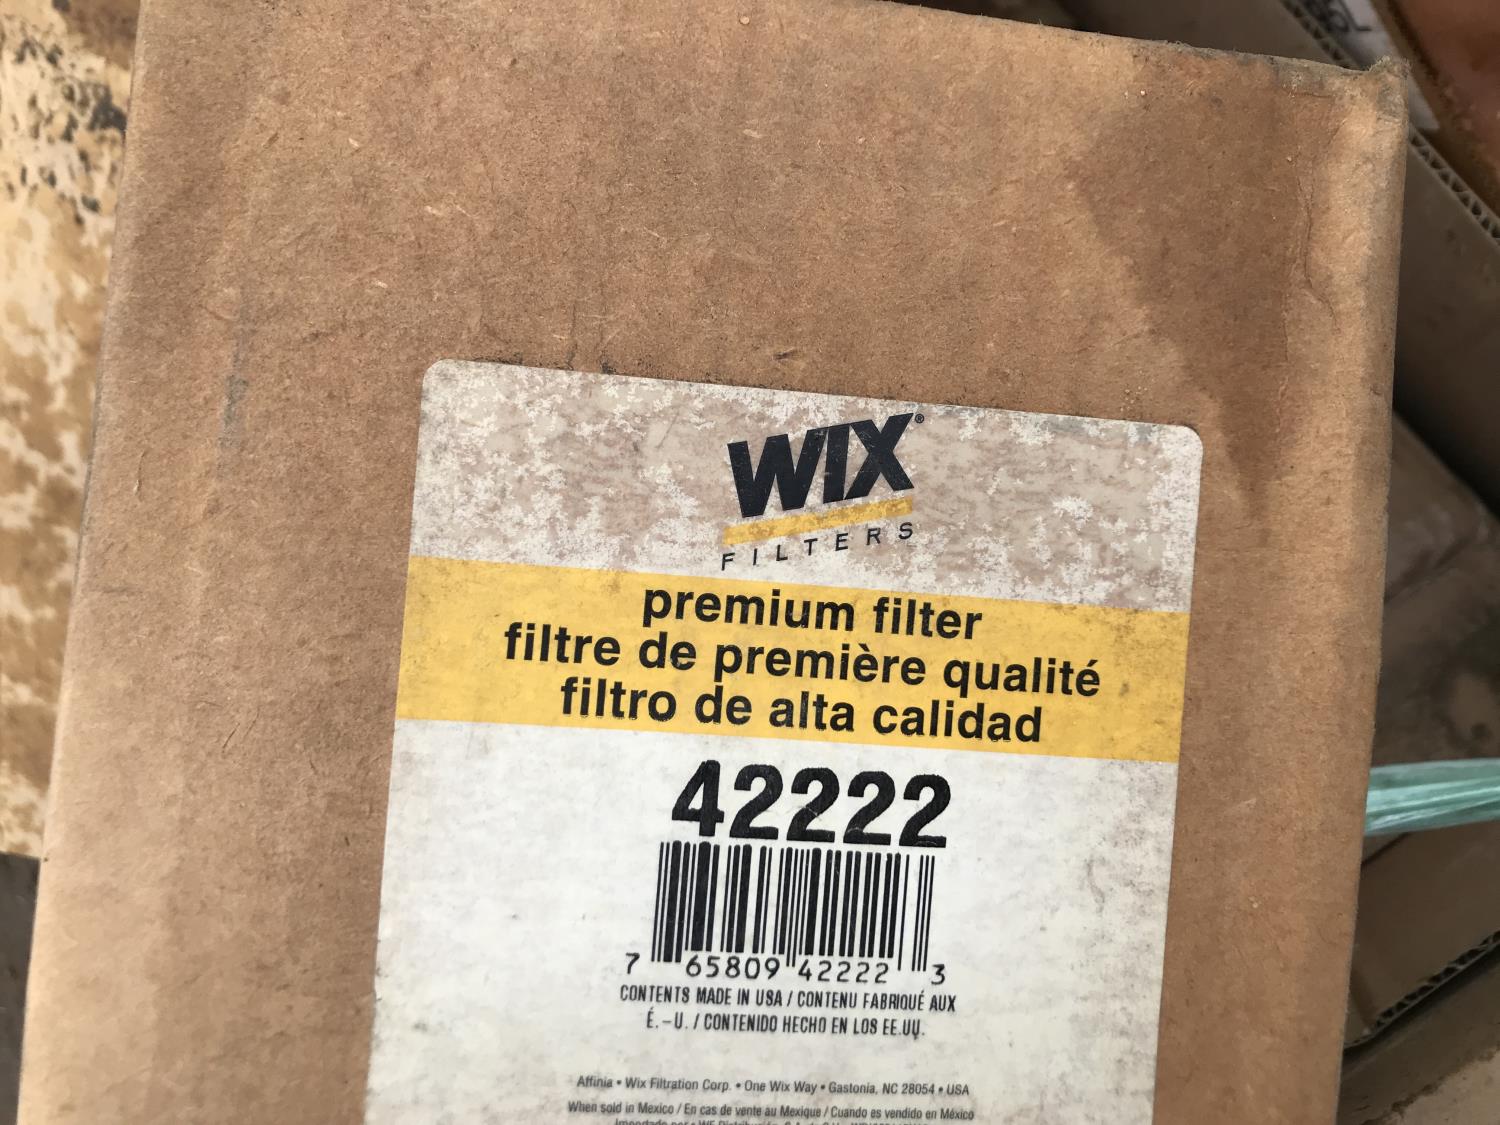 WIX®
FILTERS
premium filter
filtre de première qualité
filtro de alta calidad
42222
7 65809 42222 3
CONTENTS MADE IN USA / CONTENU FABRIQUÉ AUX
É.-U. / CONTENIDO HECHO EN LOS EE.UU.
Affinia • Wix Filtration Corp. • One Wix Way • Gastonia, NC 28054 • USA
When sold in Mexico / En cas de vente au Mexique / Cuando es vendido en México